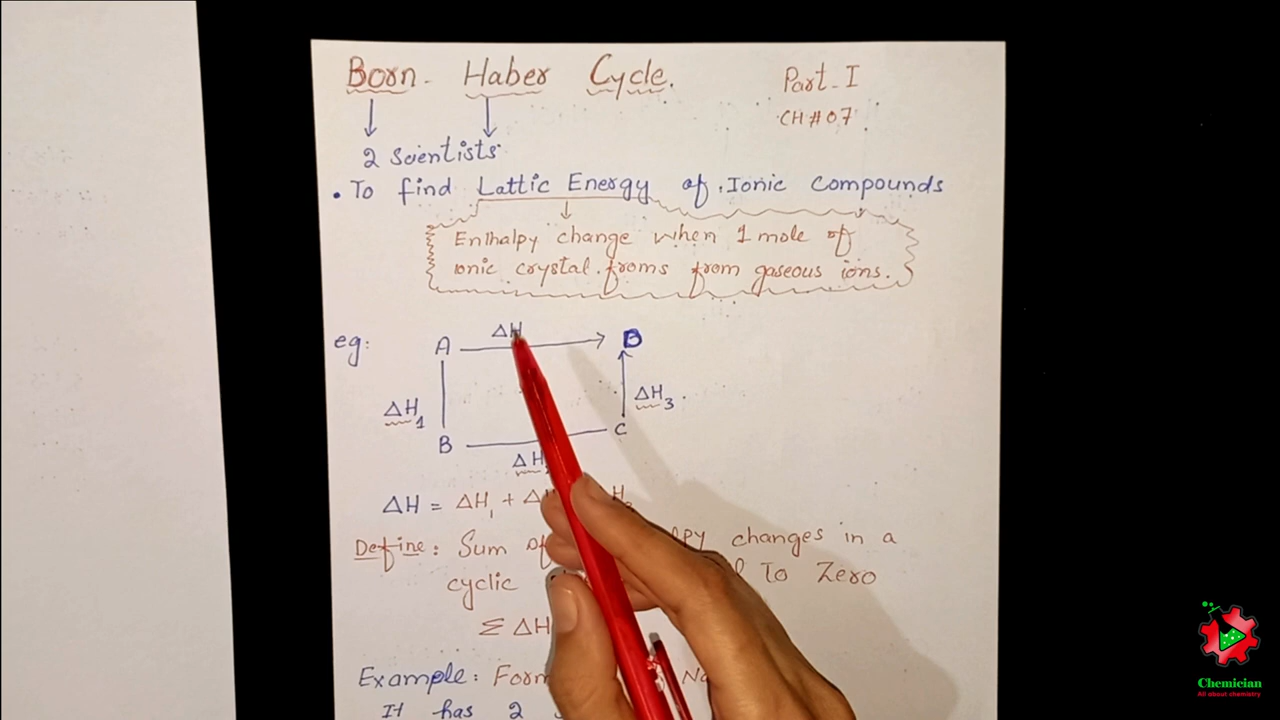 Born- Haber Cycle.
Part-I
CH#07
2 Scientists
• To find Lattic Energy of Ionic Compounds
Enthalpy change when 1 mole of
ionic crystal froms from gaseous ions.
eg:
A ΔH B
ΔH1 ΔH3
B C
ΔH
ΔH = ΔH1 +
Define: Sum of changes in a
cyclic To Zero
Σ ΔH
Example:
It has 2
Chemician
All about chemistry